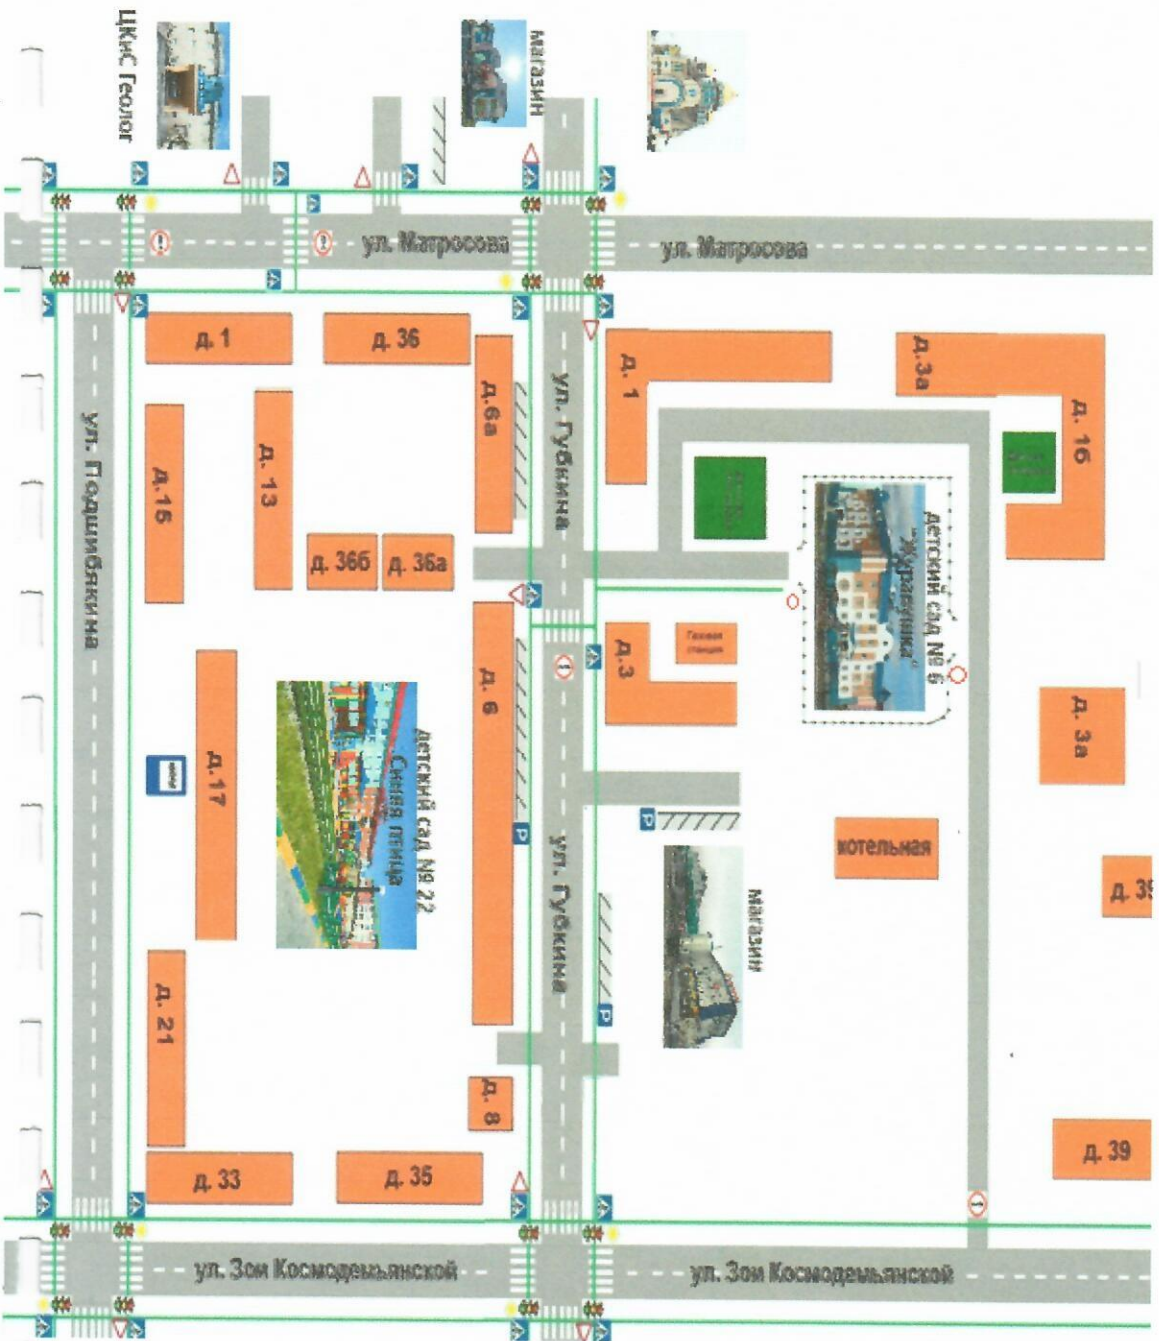 ЦКиС Геолог
магазин
ул. Матросова
ул. Матросова
д. 1
д. 36
д.6а
д. 1
д.3а
д. 16
ул. Подшибякина
ул. Губкина
д.15
д. 13
д. 36б
д. 36а
детский сад № 6
"Журавушка"
д. 6
д.3
Газовая
станция
д. 3а
д.17
детский сад № 22
Синяя птица
P
P
котельная
д. 39
ул. Губкина
магазин
P
д. 21
д. 8
д. 33
д. 35
д. 39
ул. Зои Космодемьянской
ул. Зои Космодемьянской